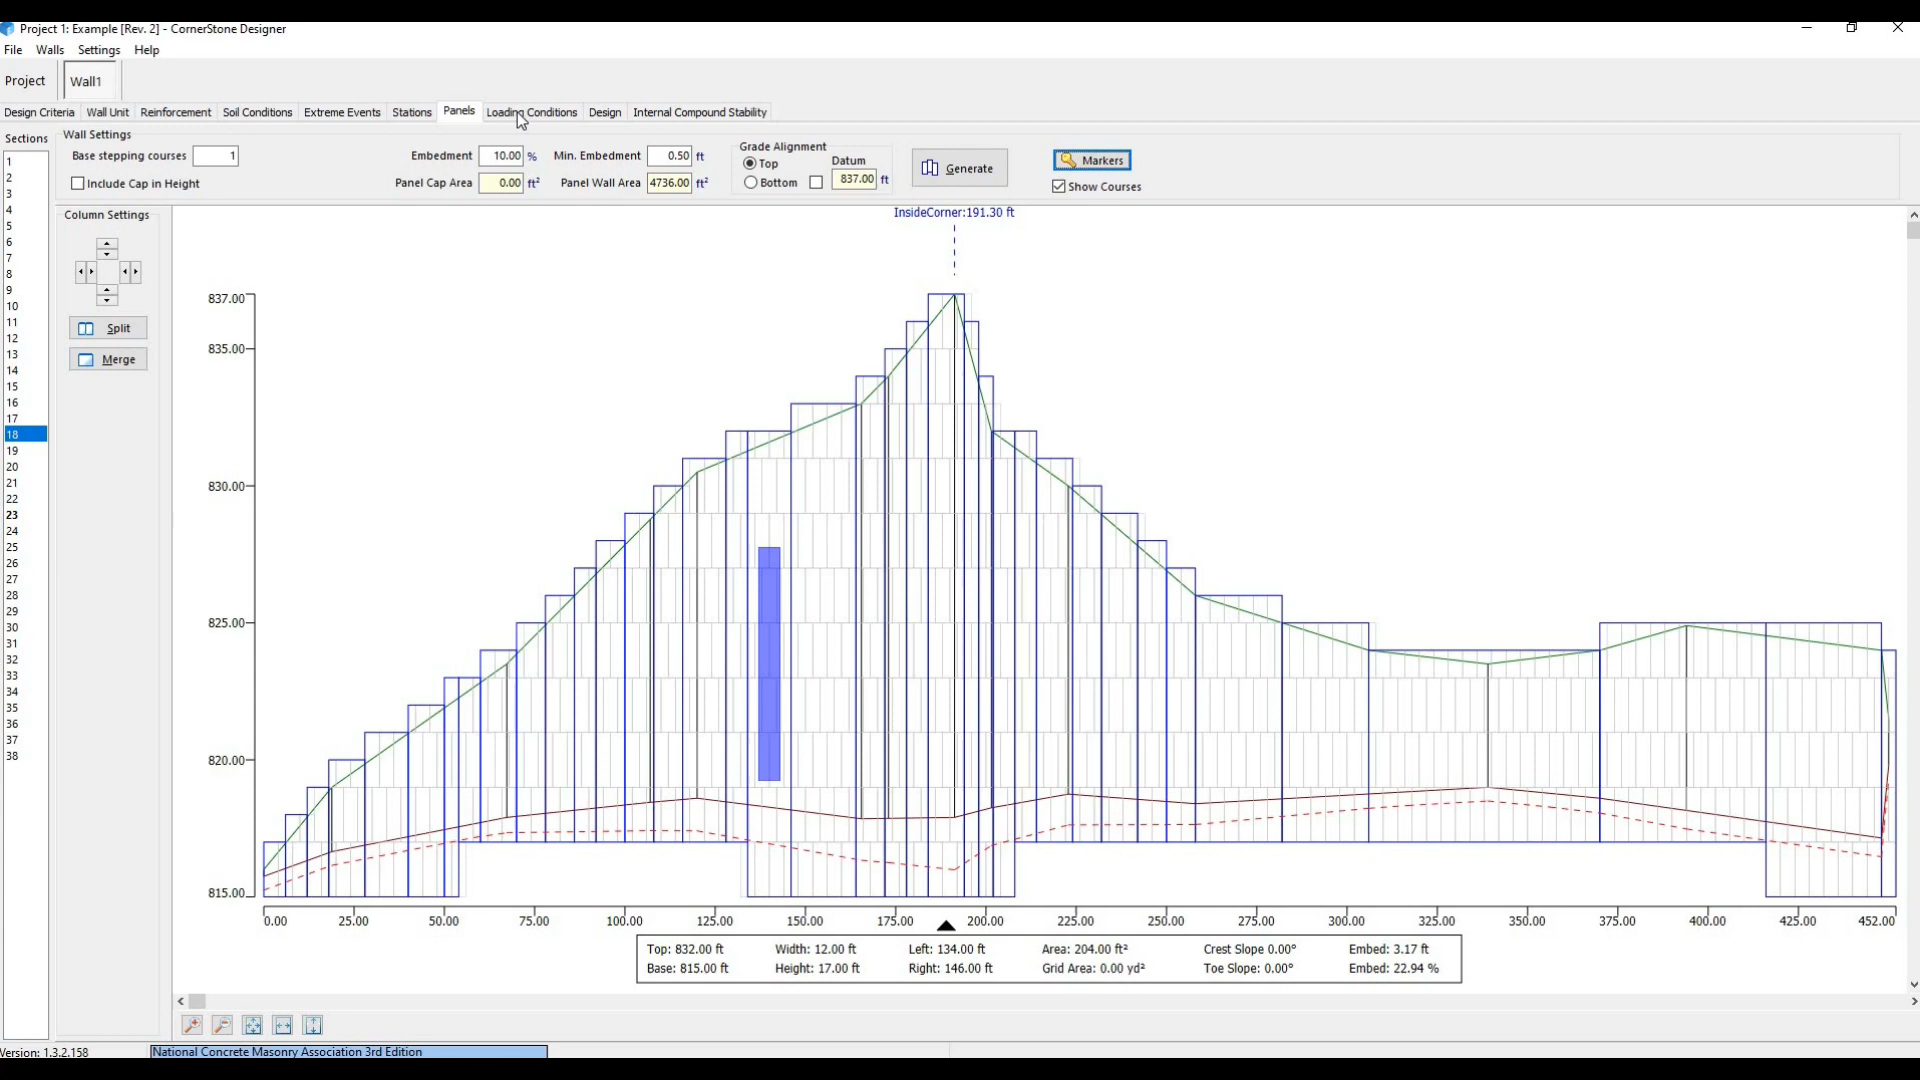 Project 1: Example [Rev. 2] - CornerStone Designer
File Walls Settings Help
Project Wall1
Design Criteria Wall Unit Reinforcement Soil Conditions Extreme Events Stations Panels Loading Conditions Design Internal Compound Stability
Sections
Wall Settings
Base stepping courses 1
Include Cap in Height
Embedment 10.00 % Min. Embedment 0.50 ft
Panel Cap Area 0.00 ft² Panel Wall Area 4736.00 ft²
Grade Alignment
Top Datum
Bottom 837.00 ft
Generate
Markers
Show Courses
1
2
3
4
5
6
7
8
9
10
11
12
13
14
15
16
17
18
19
20
21
22
23
24
25
26
27
28
29
30
31
32
33
34
35
36
37
38
Column Settings
Split
Merge
InsideCorner:191.30 ft
837.00
835.00
830.00
825.00
820.00
815.00
0.00 25.00 50.00 75.00 100.00 125.00 150.00 175.00 200.00 225.00 250.00 275.00 300.00 325.00 350.00 375.00 400.00 425.00 452.00
Top: 832.00 ft Width: 12.00 ft Left: 134.00 ft Area: 204.00 ft² Crest Slope 0.00° Embed: 3.17 ft
Base: 815.00 ft Height: 17.00 ft Right: 146.00 ft Grid Area: 0.00 yd² Toe Slope: 0.00° Embed: 22.94 %
Version: 1.3.2.158 National Concrete Masonry Association 3rd Edition